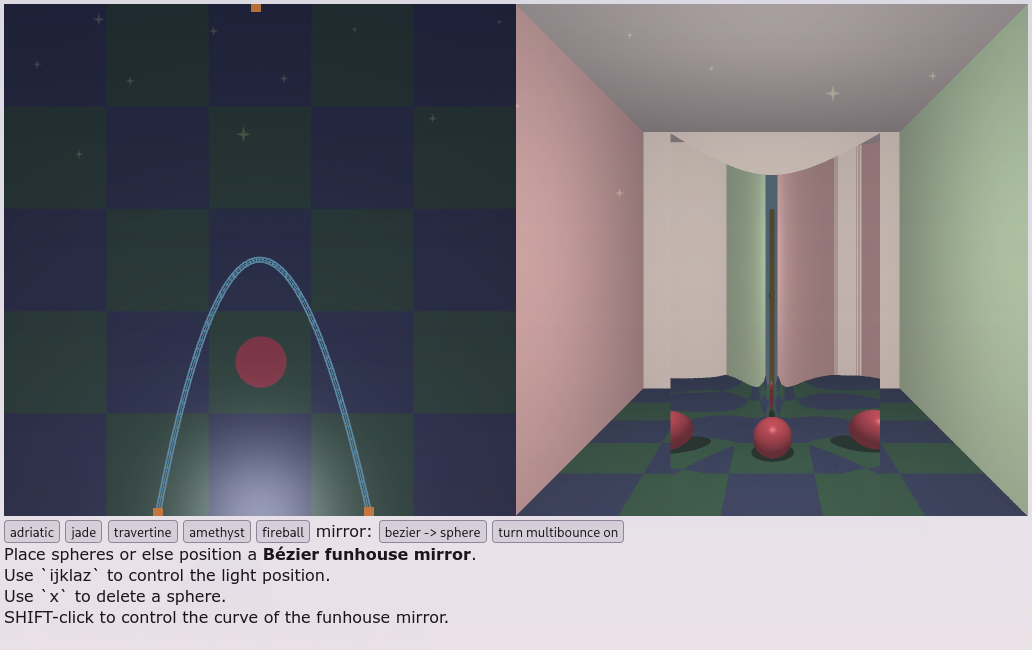 adriatic jade travertine amethyst fireball mirror: bezier -> sphere turn multibounce on
Place spheres or else position a Bézier funhouse mirror.
Use `ijklaz` to control the light position.
Use `x` to delete a sphere.
SHIFT-click to control the curve of the funhouse mirror.